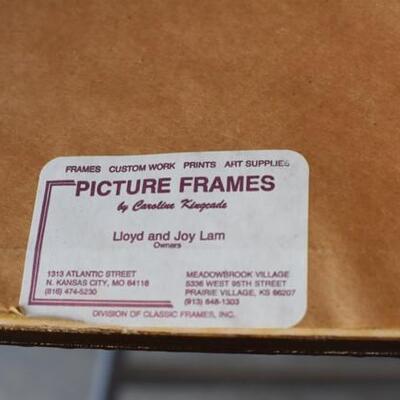 FRAMES CUSTOM WORK PRINTS ART SUPPLIES
PICTURE FRAMES
by Caroline Kingcade
Lloyd and Joy Lam
Owners
1313 ATLANTIC STREET
N. KANSAS CITY, MO 64118
(816) 474-5230
MEADOWBROOK VILLAGE
5336 WEST 95TH STREET
PRAIRIE VILLAGE, KS 66207
(913) 648-1303
DIVISION OF CLASSIC FRAMES, INC.